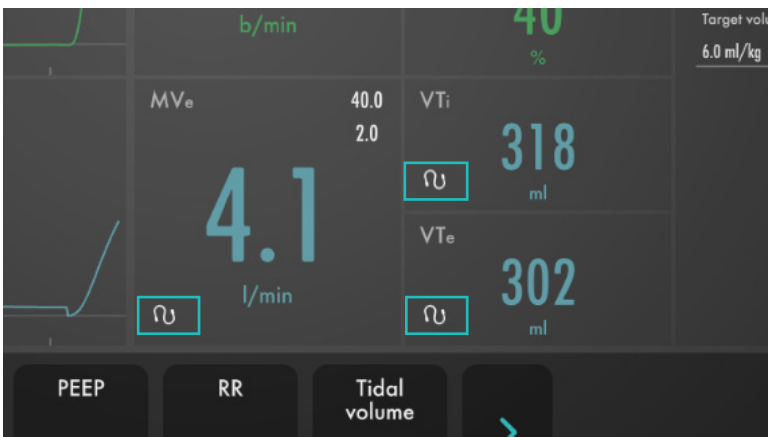 b/min
40
%
Target volu
6.0 ml/kg
MVe
40.0
2.0
4.1
l/min
VTi
318
ml
VTe
302
ml
PEEP
RR
Tidal
volume